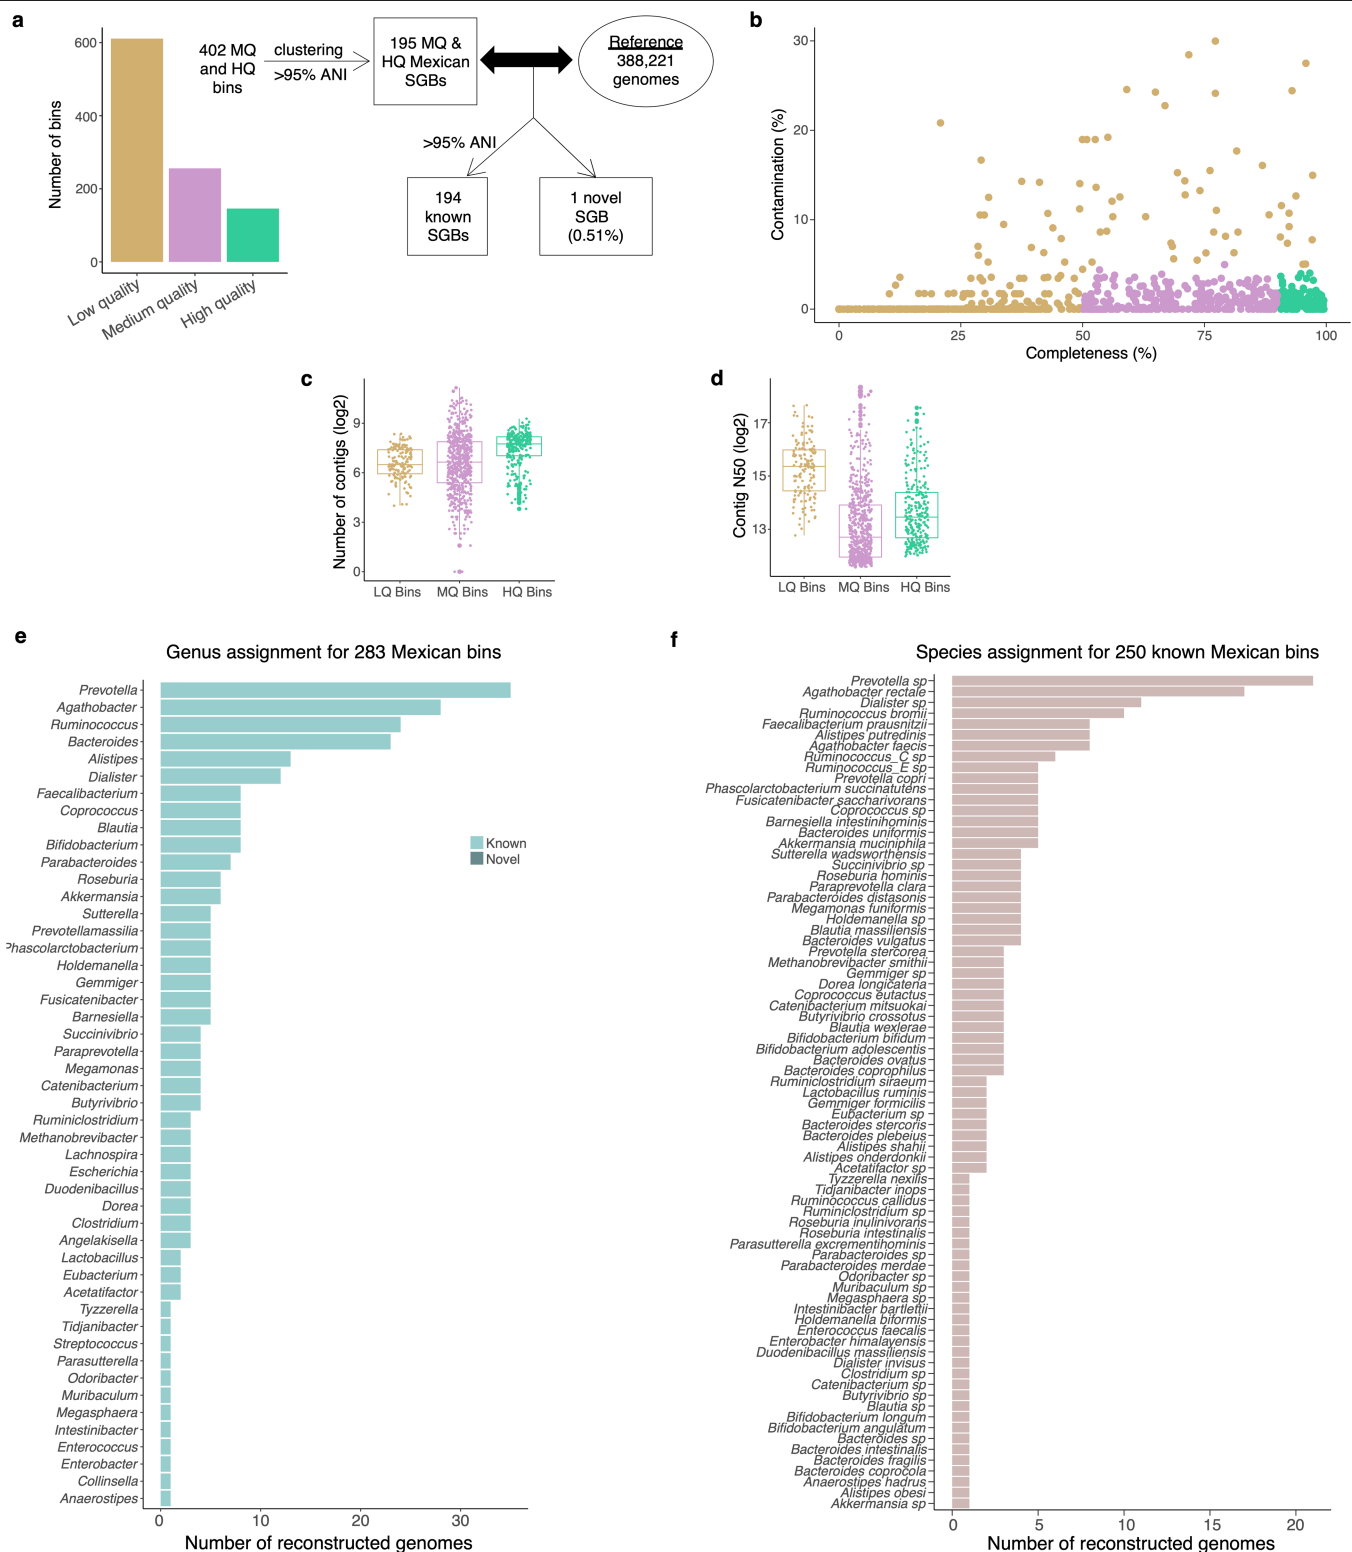 a
Number of bins
600
400
200
0
Low quality
Medium quality
High quality
402 MQ
and HQ
bins
clustering
>95% ANI
195 MQ &
HQ Mexican
SGBs
Reference
388,221
genomes
>95% ANI
194
known
SGBs
1 novel
SGB
(0.51%)
b
Contamination (%)
30
20
10
0
0
25
50
75
100
Completeness (%)
c
Number of contigs (log2)
9
6
3
0
LQ Bins
MQ Bins
HQ Bins
d
Contig N50 (log2)
17
15
13
LQ Bins
MQ Bins
HQ Bins
e
Genus assignment for 283 Mexican bins
Prevotella
Agathobacter
Ruminococcus
Bacteroides
Alistipes
Dialister
Faecalibacterium
Coprococcus
Blautia
Bifidobacterium
Parabacteroides
Roseburia
Akkermansia
Sutterella
Prevotellamassilia
Phascolarctobacterium
Holdemanella
Gemmiger
Fusicatenibacter
Barnesiella
Succinivibrio
Paraprevotella
Megamonas
Catenibacterium
Butyrivibrio
Ruminiclostridium
Methanobrevibacter
Lachnospira
Escherichia
Duodenibacillus
Dorea
Clostridium
Angelakisella
Lactobacillus
Eubacterium
Acetatifactor
Tyzzerella
Tidjanibacter
Streptococcus
Parasutterella
Odoribacter
Muribaculum
Megasphaera
Intestinibacter
Enterococcus
Enterobacter
Collinsella
Anaerostipes
Known
Novel
0
10
20
30
Number of reconstructed genomes
f
Species assignment for 250 known Mexican bins
Prevotella sp
Agathobacter rectale
Dialister sp
Ruminococcus bromii
Faecalibacterium prausnitzii
Alistipes putredinis
Agathobacter faecis
Ruminococcus_C sp
Ruminococcus_E sp
Prevotella copri
Phascolarctobacterium succinatutens
Fusicatenibacter saccharivorans
Coprococcus sp
Barnesiella intestinihominis
Bacteroides uniformis
Akkermansia muciniphila
Sutterella wadsworthensis
Succinivibrio sp
Roseburia hominis
Paraprevotella clara
Parabacteroides distasonis
Megamonas funiformis
Holdemanella sp
Blautia massiliensis
Bacteroides vulgatus
Prevotella stercorea
Methanobrevibacter smithii
Gemmiger sp
Dorea longicatena
Coprococcus eutactus
Catenibacterium mitsuokai
Butyrivibrio crossotus
Blautia wexlerae
Bifidobacterium bifidum
Bifidobacterium adolescentis
Bacteroides ovatus
Bacteroides coprophilus
Ruminiclostridium siraeum
Lactobacillus ruminis
Gemmiger formicilis
Eubacterium sp
Bacteroides stercoris
Bacteroides plebeius
Alistipes shahii
Alistipes onderdonkii
Acetatifactor sp
Tyzzerella nexilis
Tidjanibacter inops
Ruminococcus callidus
Ruminiclostridium sp
Roseburia inulinivorans
Roseburia intestinalis
Parasutterella excrementihominis
Parabacteroides sp
Parabacteroides merdae
Odoribacter sp
Muribaculum sp
Megasphaera sp
Intestinibacter bartlettii
Holdemanella biformis
Enterococcus faecalis
Enterobacter himalayensis
Duodenibacillus massiliensis
Dialister invisus
Clostridium sp
Catenibacterium sp
Butyrivibrio sp
Blautia sp
Bifidobacterium longum
Bifidobacterium angulatum
Bacteroides sp
Bacteroides intestinalis
Bacteroides fragilis
Bacteroides coprocola
Anaerostipes hadrus
Alistipes obesi
Akkermansia sp
0
5
10
15
20
Number of reconstructed genomes